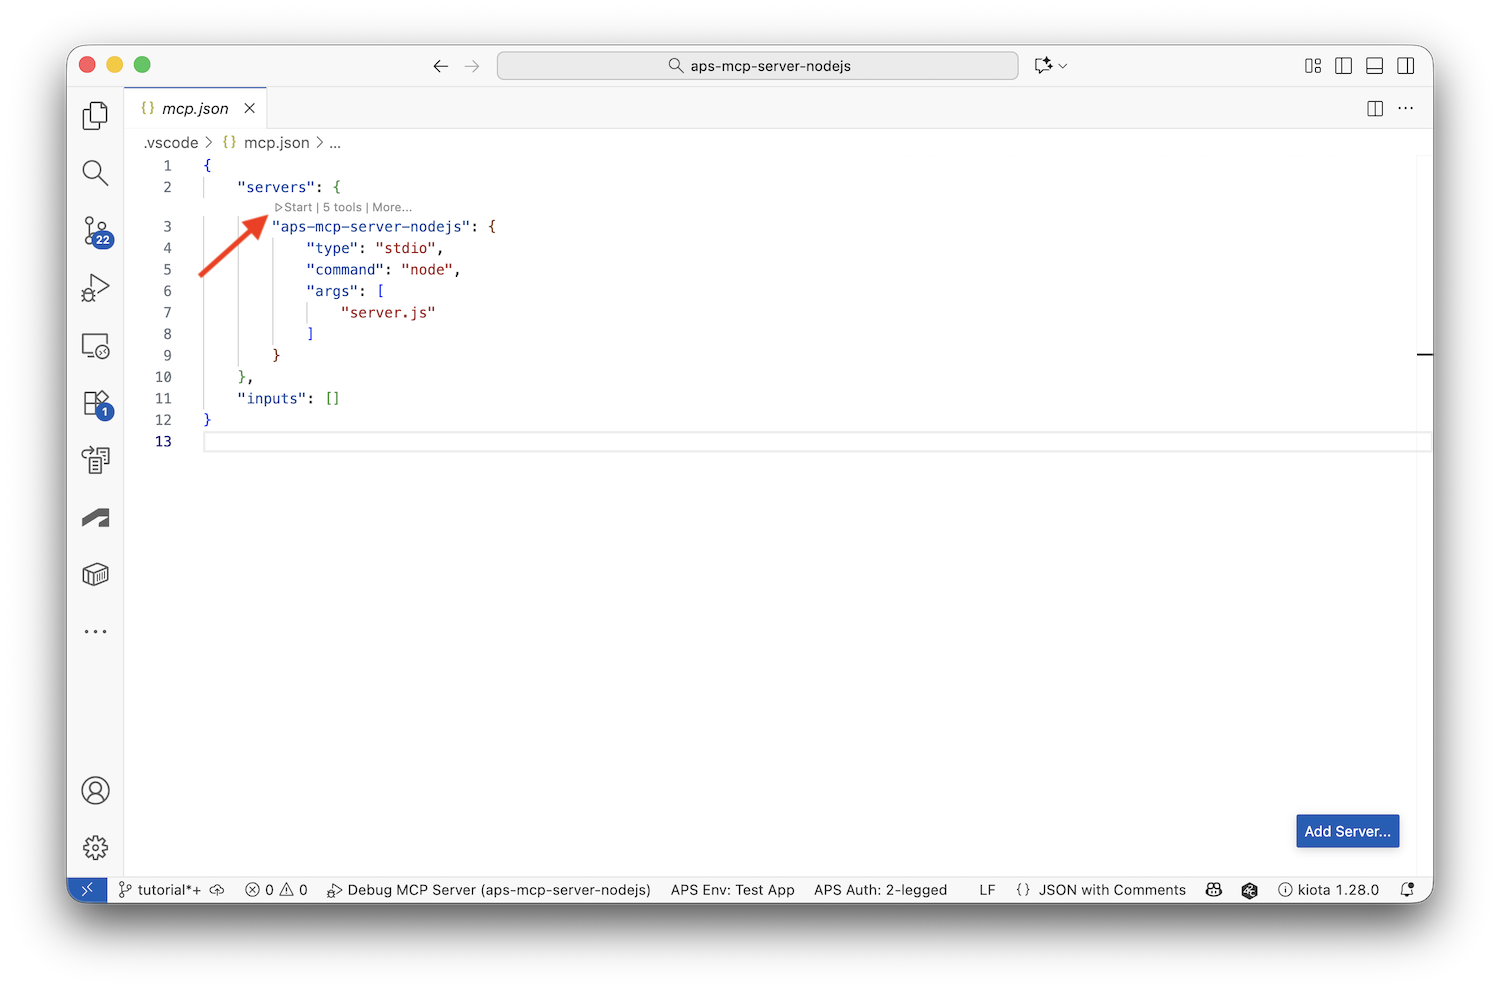 aps-mcp-server-nodejs
{} mcp.json
.vscode > {} mcp.json > ...
1 {
2 "servers": {
Start | 5 tools | More...
3 "aps-mcp-server-nodejs": {
4 "type": "stdio",
5 "command": "node",
6 "args": [
7 "server.js"
8 ]
9 }
10 },
11 "inputs": []
12 }
13
22
1
Add Server...
tutorial*+ 0 0 Debug MCP Server (aps-mcp-server-nodejs) APS Env: Test App APS Auth: 2-legged LF {} JSON with Comments kiota 1.28.0